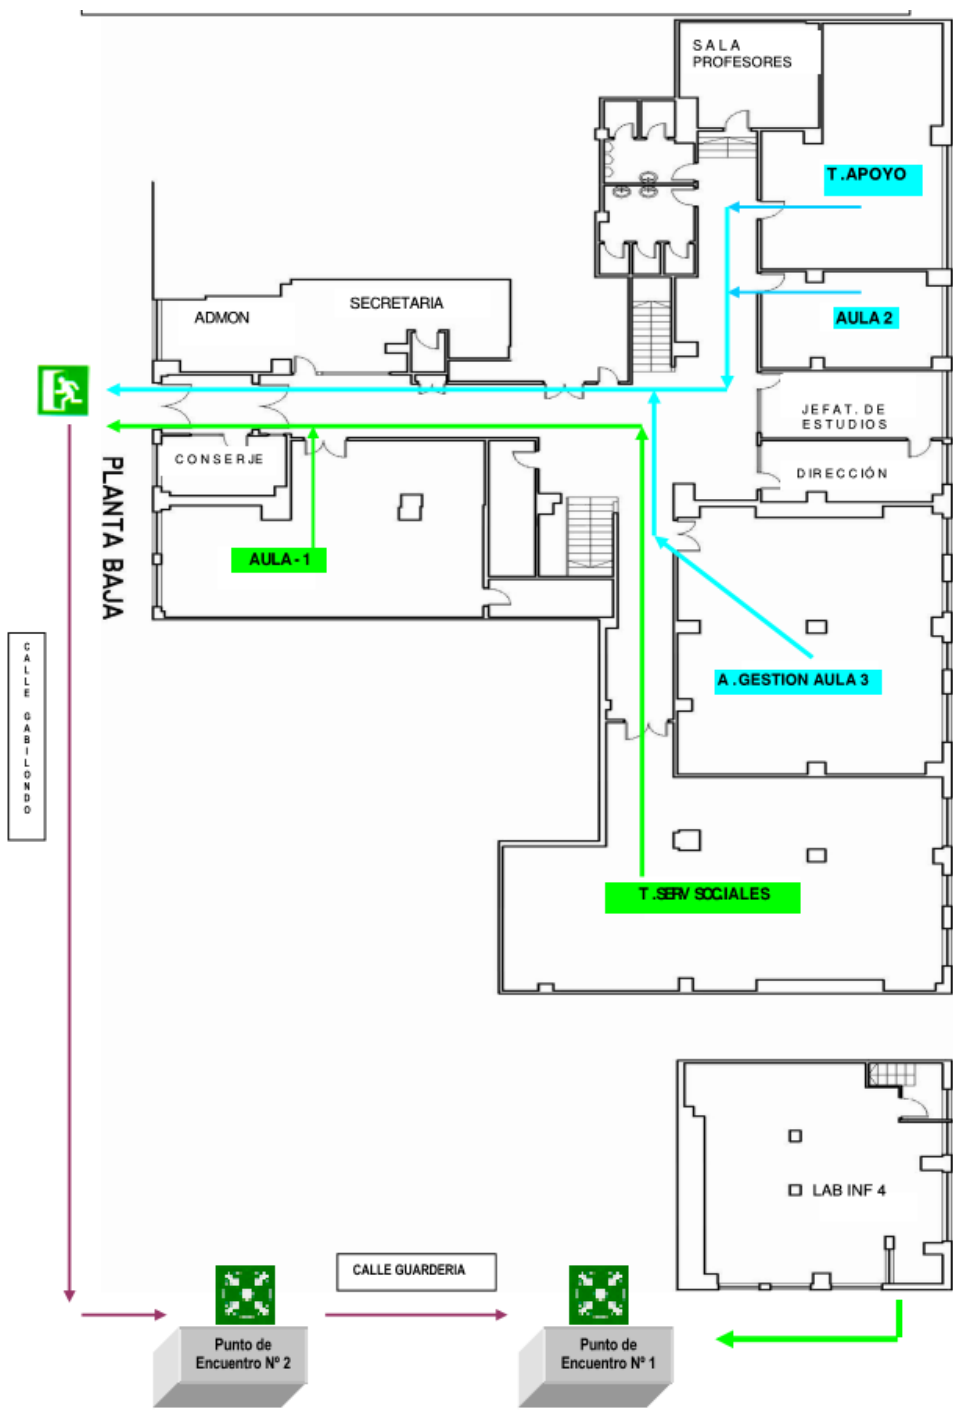 SALA
PROFESORES
T .APOYO
AULA 2
SECRETARIA
ADMON
JEFAT. DE
ESTUDIOS
DIRECCIÓN
CONSERJE
PLANTA BAJA
AULA - 1
CALLE GABILONDO
A .GESTION AULA 3
T .SERV SOCIALES
LAB INF 4
CALLE GUARDERIA
Punto de
Encuentro Nº 2
Punto de
Encuentro Nº 1